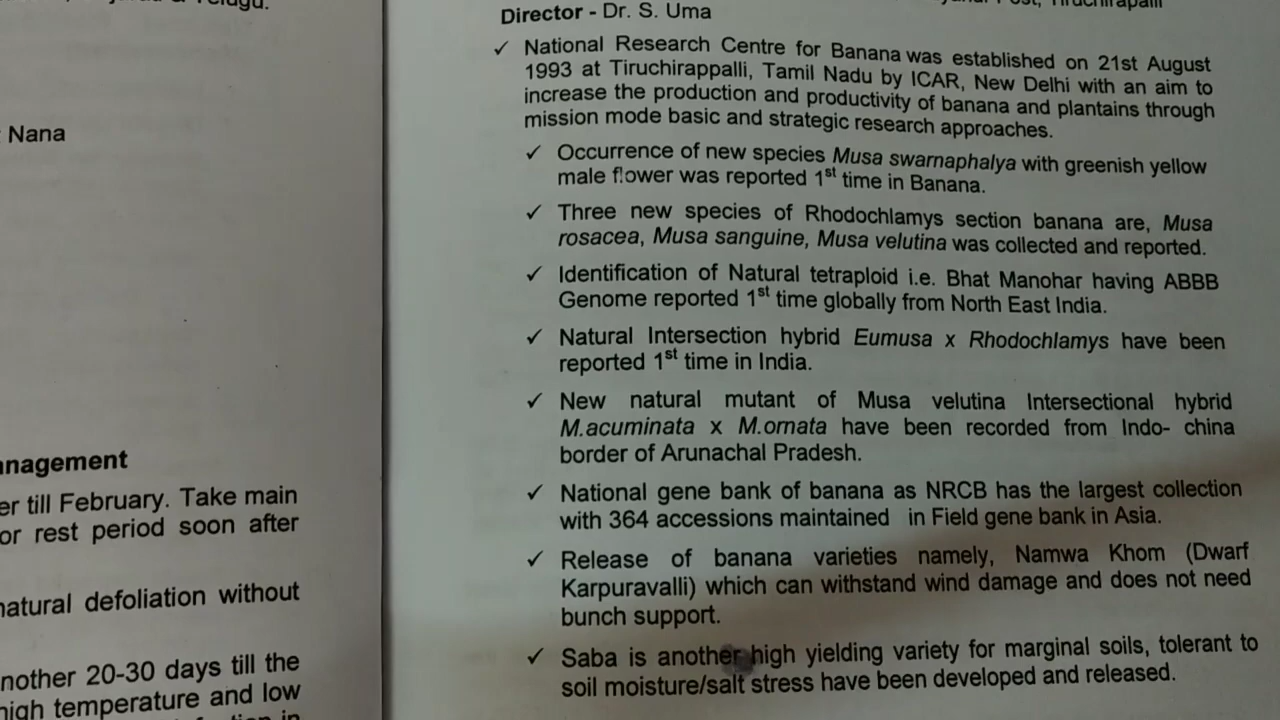 Nana
anagement
er till February. Take main
or rest period soon after
natural defoliation without
nother 20-30 days till the
high temperature and low
Tiruchirapalli
Director - Dr. S. Uma
✓ National Research Centre for Banana was established on 21st August
1993 at Tiruchirappalli, Tamil Nadu by ICAR, New Delhi with an aim to
increase the production and productivity of banana and plantains through
mission mode basic and strategic research approaches.
✓ Occurrence of new species Musa swarnaphalya with greenish yellow
male flower was reported 1st time in Banana.
✓ Three new species of Rhodochlamys section banana are, Musa
rosacea, Musa sanguine, Musa velutina was collected and reported.
✓ Identification of Natural tetraploid i.e. Bhat Manohar having ABBB
Genome reported 1st time globally from North East India.
✓ Natural Intersection hybrid Eumusa x Rhodochlamys have been
reported 1st time in India.
✓ New natural mutant of Musa velutina Intersectional hybrid
M.acuminata x M.ornata have been recorded from Indo- china
border of Arunachal Pradesh.
✓ National gene bank of banana as NRCB has the largest collection
with 364 accessions maintained in Field gene bank in Asia.
✓ Release of banana varieties namely, Namwa Khom (Dwarf
Karpuravalli) which can withstand wind damage and does not need
bunch support.
✓ Saba is another high yielding variety for marginal soils, tolerant to
soil moisture/salt stress have been developed and released.